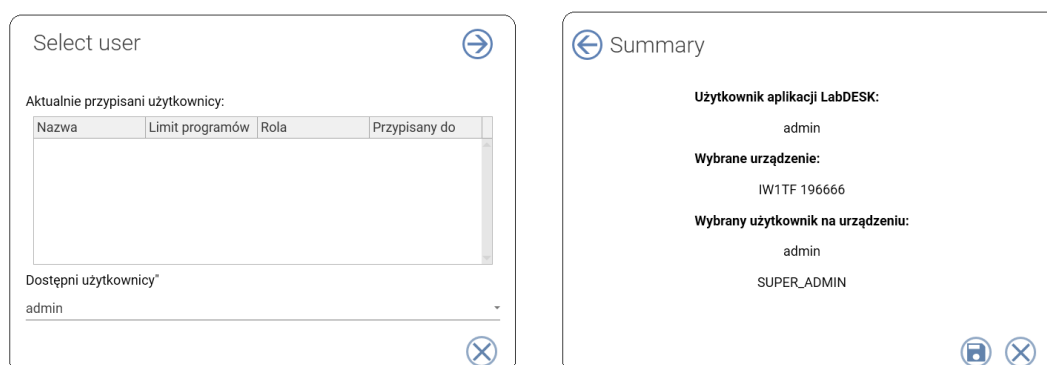 Select user
Aktualnie przypisani użytkownicy:
Nazwa Limit programów Rola Przypisany do
Dostępni użytkownicy"
admin
Summary
Użytkownik aplikacji LabDESK:
admin
Wybrane urządzenie:
IW1TF 196666
Wybrany użytkownik na urządzeniu:
admin
SUPER_ADMIN